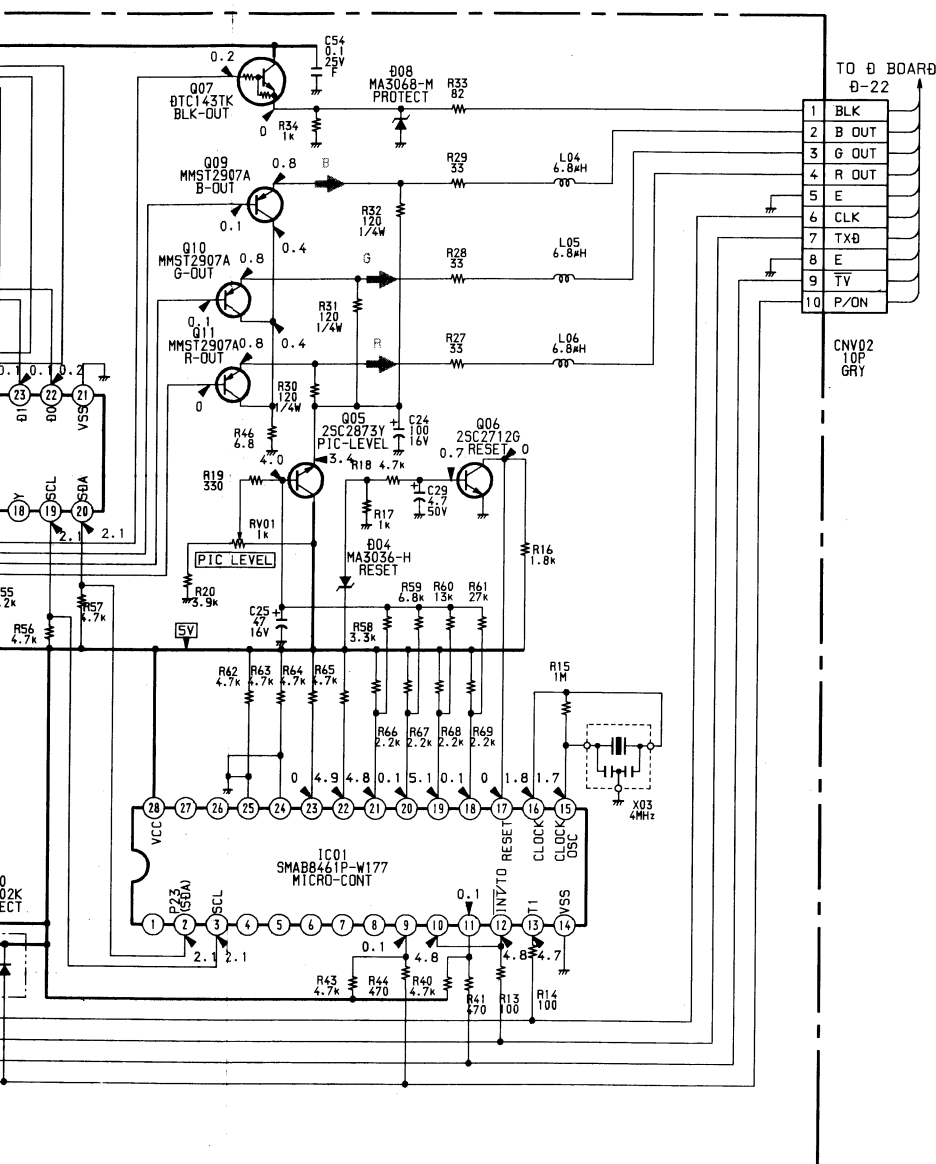 C54
0.1
25V
F
0.2
Q07
DTC143TK
BLK-OUT
0
R34
1k
D08
MA3068-M
PROTECT
R33
82
TO D BOARD
D-22
1 BLK
2 B OUT
3 G OUT
4 R OUT
5 E
6 CLK
7 TXD
8 E
9 TV
10 P/ON
CNV02
10P
GRY
Q09
MMST2907A
B-OUT
0.8
B
0.1
0.4
R32
120
1/4W
R29
33
L04
6.8μH
Q10
MMST2907A
G-OUT
0.8
G
0.1
0.4
R31
120
1/4W
R28
33
L05
6.8μH
Q11
MMST2907A
R-OUT
0.8
R
0
R30
120
1/4W
R27
33
L06
6.8μH
0.1
0.1
0.2
23
22
21
D1
D0
VSS
Y
SCL
SDA
18
19
20
2.1
2.1
R46
6.8
Q05
2SC2873Y
PIC-LEVEL
3.4
4.0
C24
100
16V
Q06
2SC2712G
RESET
0
0.7
R19
330
R18 4.7k
C29
4.7
50V
R17
1k
RV01
1k
PIC LEVEL
D04
MA3036-H
RESET
R16
1.8k
R20
3.9k
C25
47
16V
R59
6.8k
R60
13k
R61
27k
R58
3.3k
55
.2k
R57
4.7k
R56
4.7k
5V
R62
4.7k
R63
4.7k
R64
4.7k
R65
4.7k
R66
2.2k
R67
2.2k
R68
2.2k
R69
2.2k
R15
1M
X03
4MHz
0
4.9
4.8
0.1
5.1
0.1
0
1.8
1.7
28
27
26
25
24
23
22
21
20
19
18
17
16
15
VCC
RESET
CLOCK
CLOCK
OSC
IC01
SMAB8461P-W177
MICRO-CONT
P23
(SDA)
SCL
INT/TO
T1
VSS
0.1
1
2
3
4
5
6
7
8
9
10
11
12
13
14
2.1
2.1
0.1
4.8
4.8
4.7
0
02K
ECT
R43
4.7k
R44
470
R40
4.7k
R41
470
R13
100
R14
100